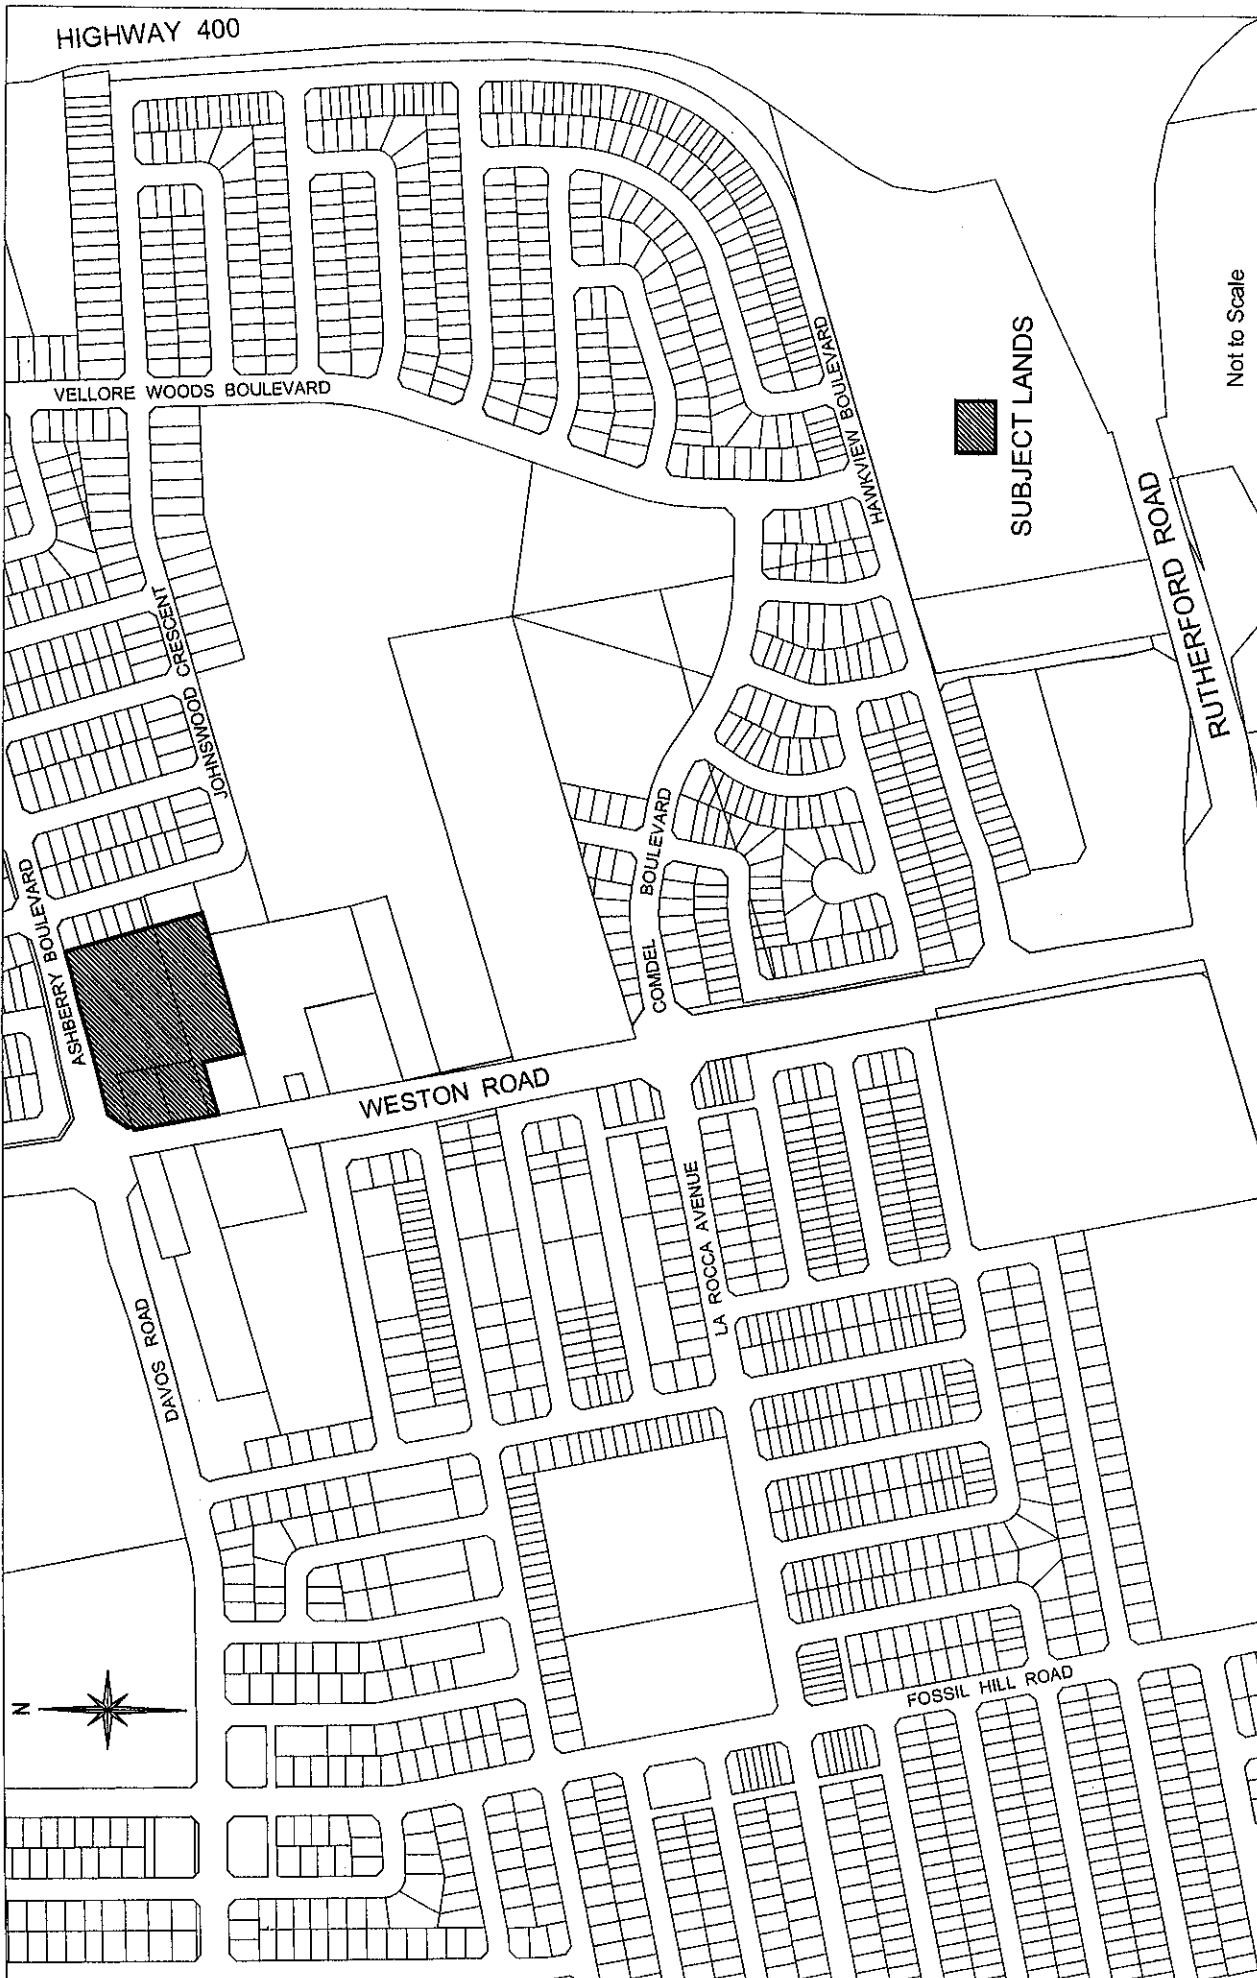 HIGHWAY 400
VELLORE WOODS BOULEVARD
HAWKVIEW BOULEVARD
SUBJECT LANDS
Not to Scale
RUTHERFORD ROAD
JOHNSWOOD CRESCENT
ASHBERRY BOULEVARD
COMDEL BOULEVARD
WESTON ROAD
LA ROCCA AVENUE
DAVOS ROAD
FOSSIL HILL ROAD
N